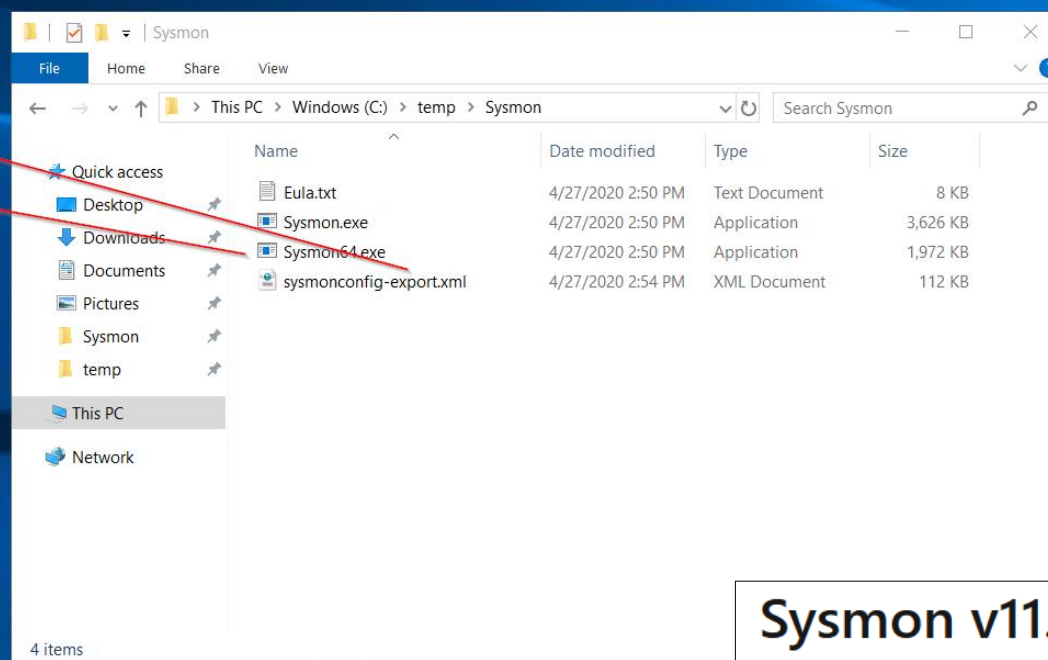 Sysmon
File Home Share View
This PC > Windows (C:) > temp > Sysmon Search Sysmon
Name Date modified Type Size
Quick access
Desktop
Downloads
Documents
Pictures
Sysmon
temp
This PC
Network
Eula.txt 4/27/2020 2:50 PM Text Document 8 KB
Sysmon.exe 4/27/2020 2:50 PM Application 3,626 KB
Sysmon64.exe 4/27/2020 2:50 PM Application 1,972 KB
sysmonconfig-export.xml 4/27/2020 2:54 PM XML Document 112 KB
4 items
Sysmon v11.